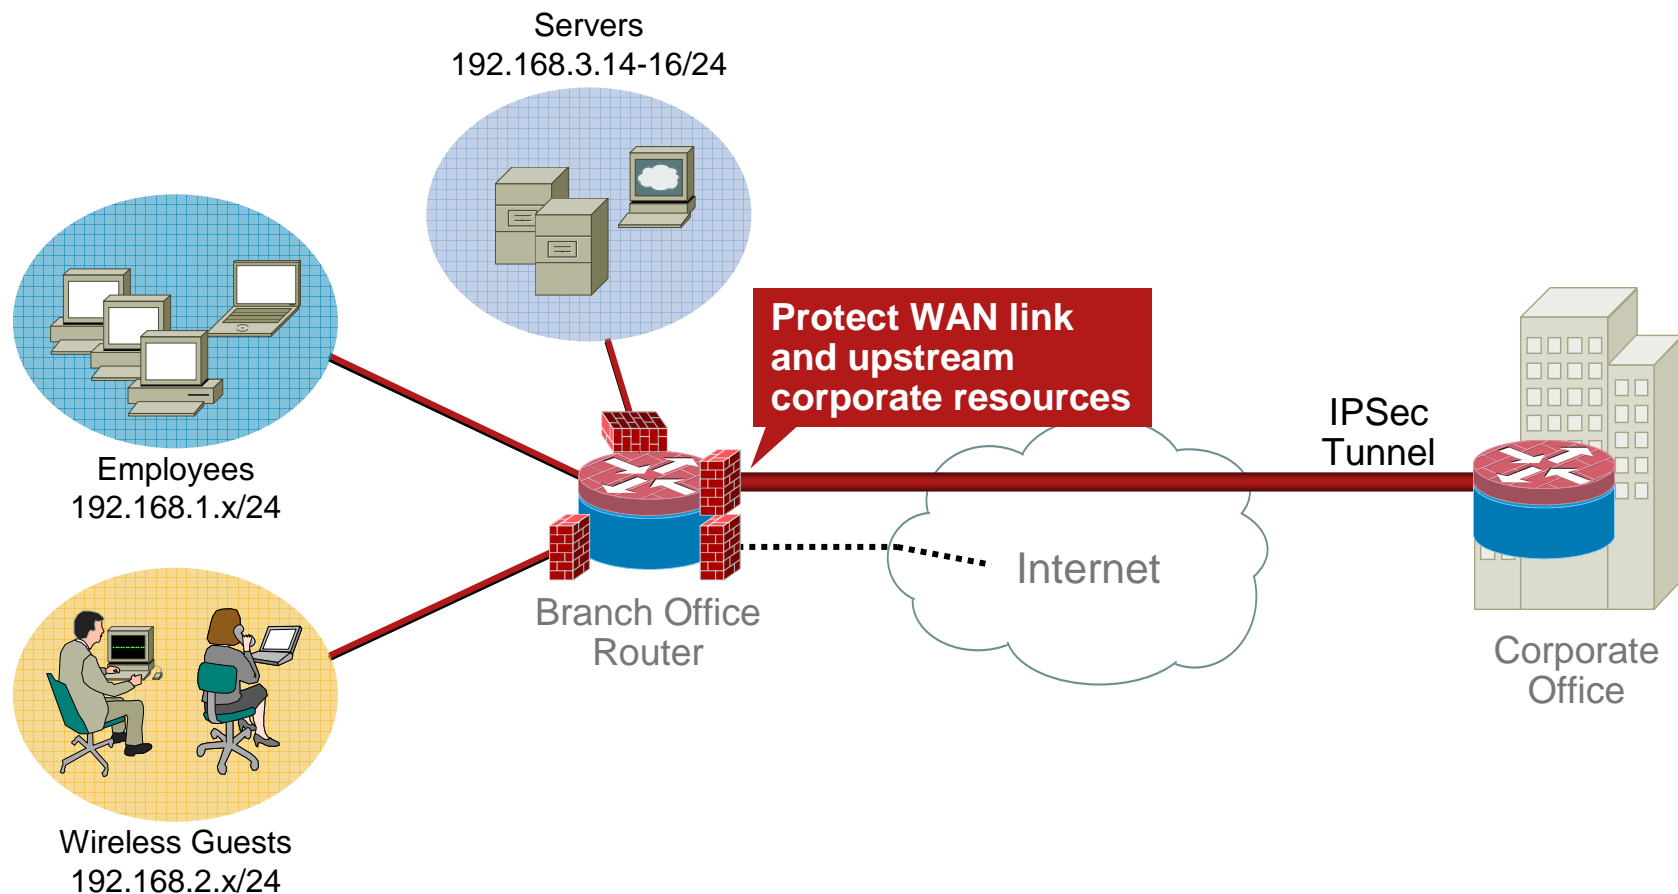 Servers
192.168.3.14-16/24
Protect WAN link
and upstream
corporate resources
IPSec
Tunnel
Employees
192.168.1.x/24
Internet
Branch Office
Router
Corporate
Office
Wireless Guests
192.168.2.x/24